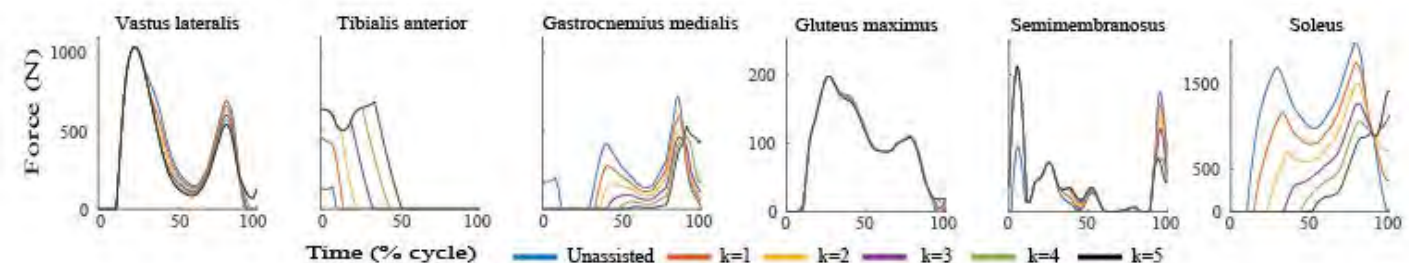 Vastus lateralis Tibialis anterior Gastrocnemius medialis Gluteus maximus Semimembranosus Soleus
Force (N)
1000
500
0
200
100
0
1500
500
0
0 50 100 0 50 100 0 50 100 0 50 100 0 50 100 0 50 100
Time (% cycle) Unassisted k=1 k=2 k=3 k=4 k=5